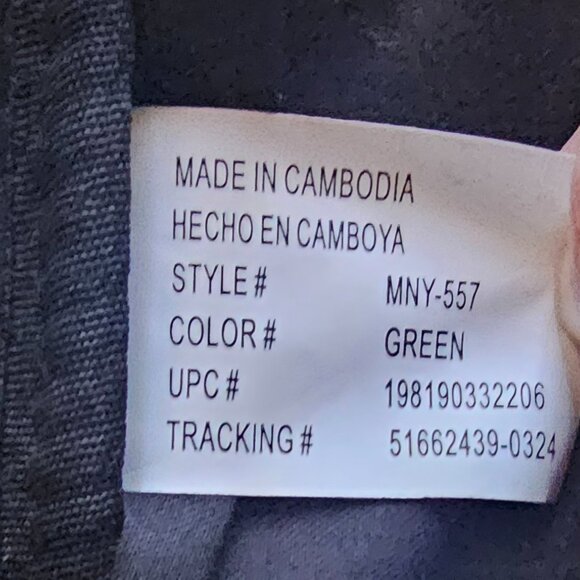 MADE IN CAMBODIA
HECHO EN CAMBOYA
STYLE # MNY-557
COLOR # GREEN
UPC # 198190332206
TRACKING # 51662439-0324